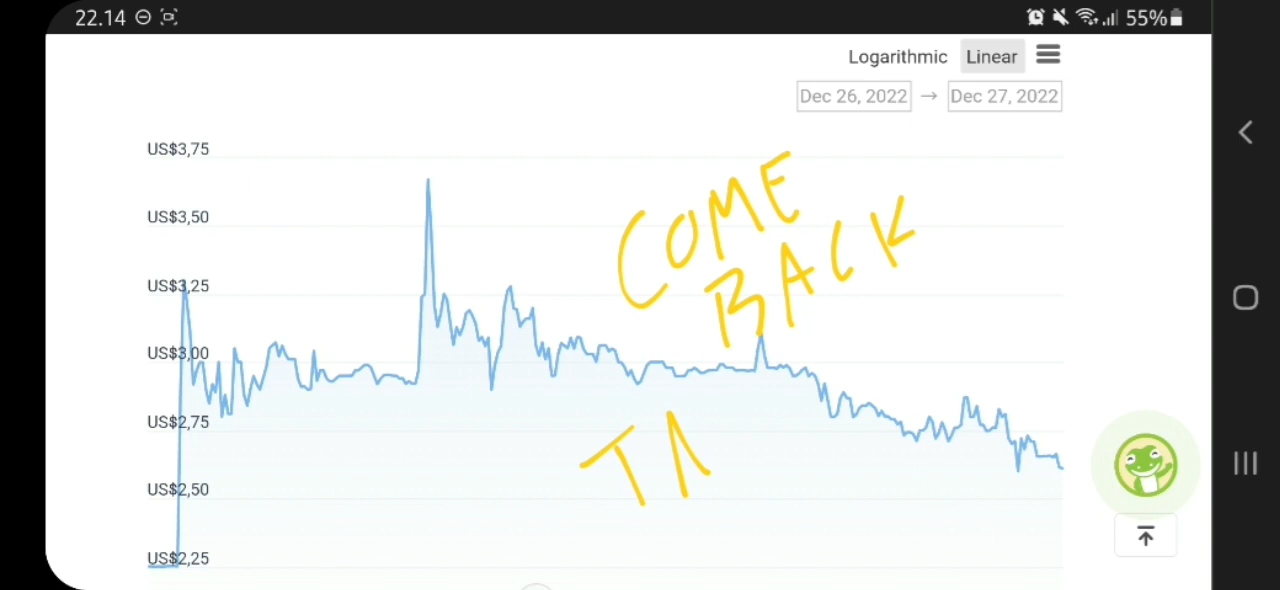 22.14 55%
Logarithmic Linear
Dec 26, 2022 → Dec 27, 2022
US$3,75
US$3,50
US$3,25
US$3,00
US$2,75
US$2,50
US$2,25
COME
BACK